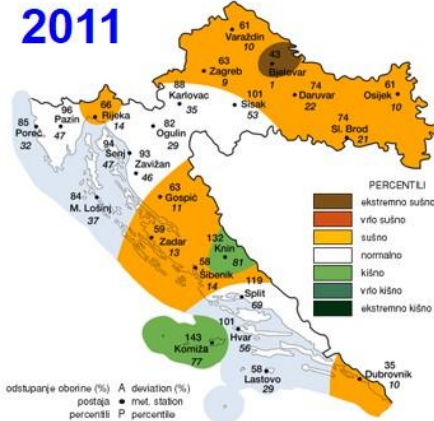 2011
61
Varaždin
10
63
Zagreb
9
43
Bjelovar
1
88
Karlovac
35
101
Sisak
53
74
Daruvar
22
61
Osijek
10
74
Sl. Brod
21
85
Poreč
32
96
Pazin
47
66
Rijeka
14
82
Ogulin
29
94
Senj
47
93
Zavižan
46
84
M. Lošinj
37
63
Gospić
11
59
Zadar
13
132
Knin
81
58
Šibenik
14
119
Split
69
101
Hvar
56
143
Komiža
77
58
Lastovo
29
35
Dubrovnik
10
PERCENTILI
ekstremno sušno
vrlo sušno
sušno
normalno
kišno
vrlo kišno
ekstremno kišno
odstupanje oborine (%) A deviation (%)
postaja ● met. station
percentili P percentile